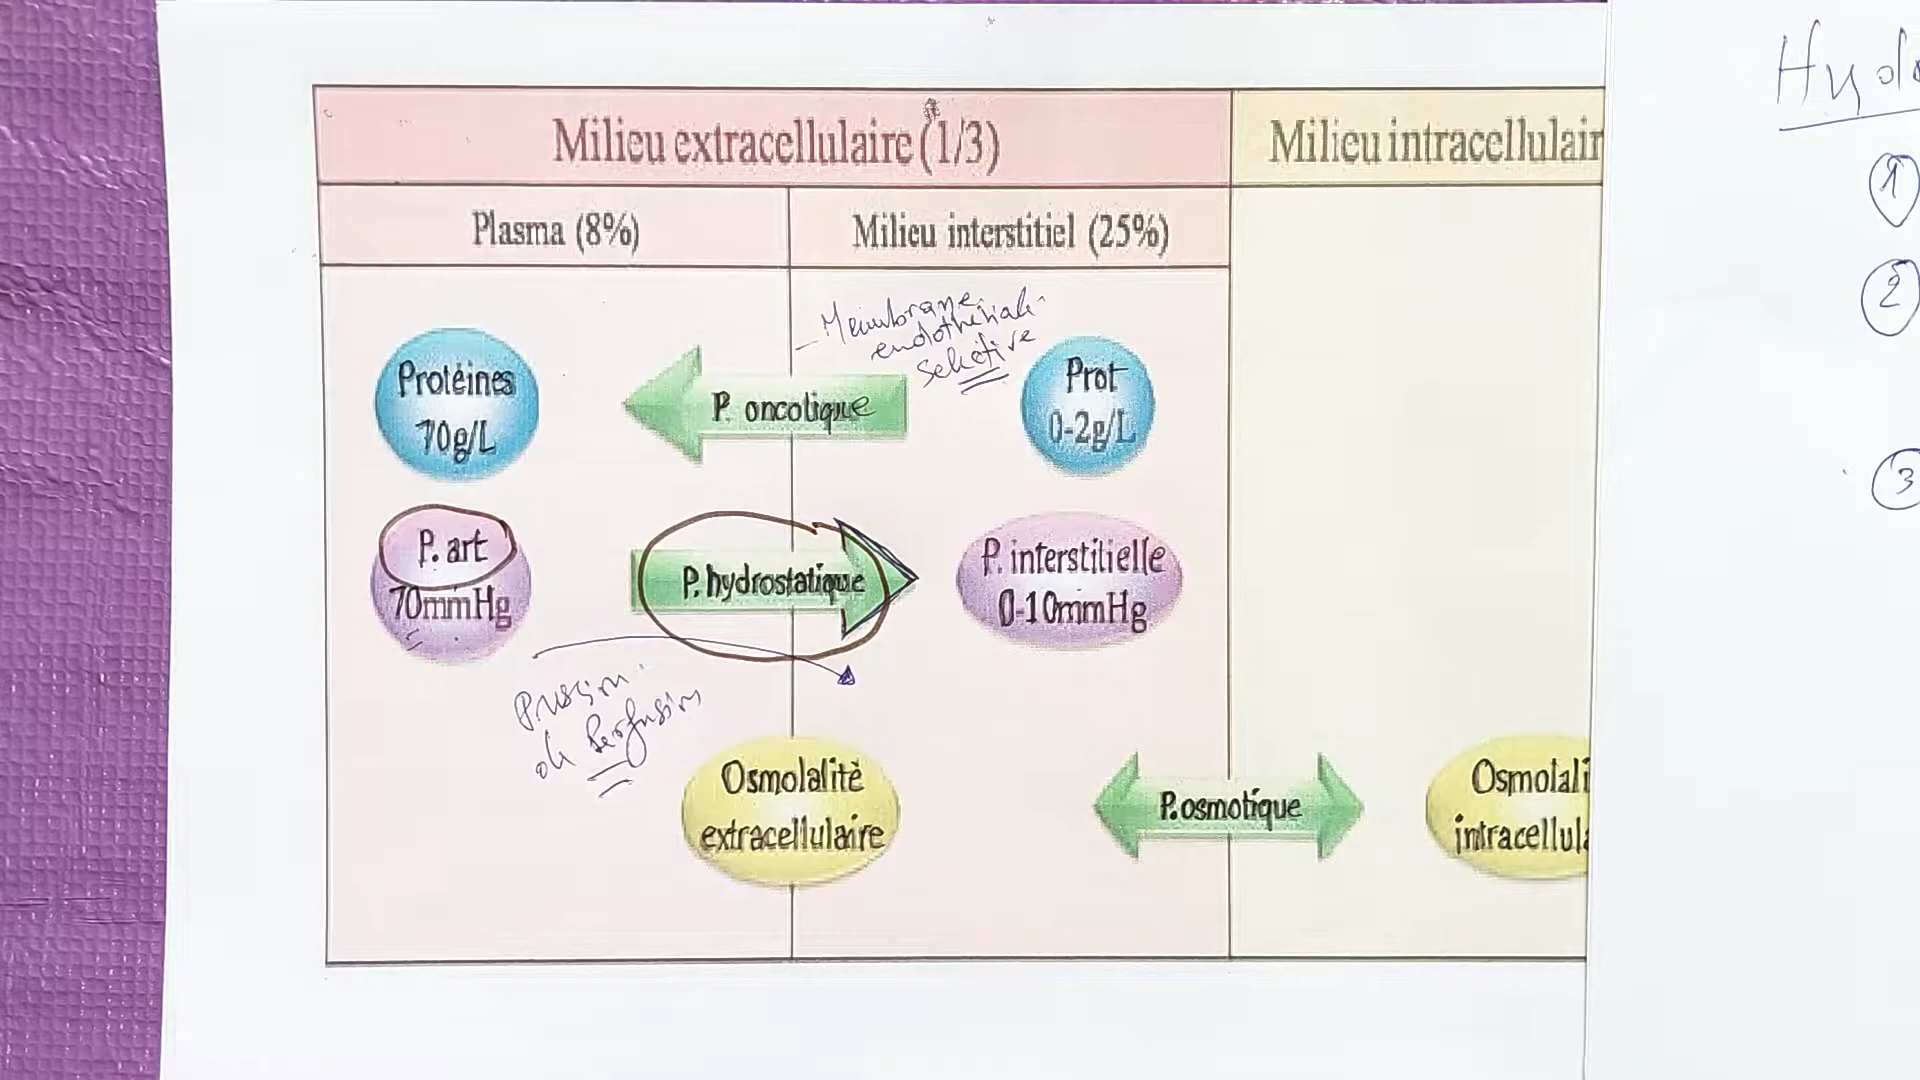 Milieu extracellulaire (1/3)
Milieu intracellulair
Plasma (8%)
Milieu interstitiel (25%)
Membrane
endothéliale
sélective
Protéines
70g/L
P. oncotique
Prot
0-2g/L
P. art
70mmHg
P.hydrostatique
P. interstitielle
0-10mmHg
Pression
de Perfusion
Osmolalité
extracellulaire
P.osmotique
Osmolali
intracellula
Hyd
1
2
3